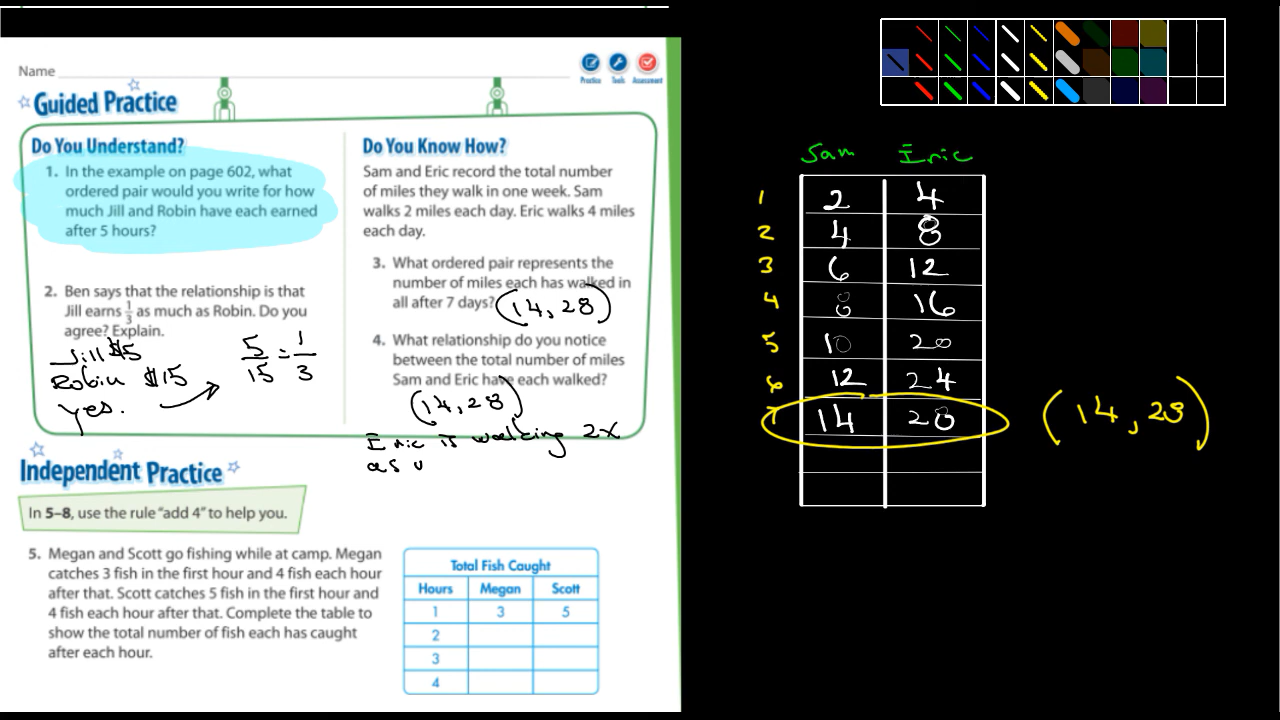 Name
Practice Tools Assessment
Guided Practice
Do You Understand?
1. In the example on page 602, what
ordered pair would you write for how
much Jill and Robin have each earned
after 5 hours?
2. Ben says that the relationship is that
Jill earns 1/3 as much as Robin. Do you
agree? Explain.
Jill $5
Robin $15
yes.
5/15 = 1/3
Do You Know How?
Sam and Eric record the total number
of miles they walk in one week. Sam
walks 2 miles each day. Eric walks 4 miles
each day.
3. What ordered pair represents the
number of miles each has walked in
all after 7 days? (14, 28)
4. What relationship do you notice
between the total number of miles
Sam and Eric have each walked?
(14, 28)
Eric is walking 2x
as
Independent Practice
In 5–8, use the rule “add 4” to help you.
5. Megan and Scott go fishing while at camp. Megan
catches 3 fish in the first hour and 4 fish each hour
after that. Scott catches 5 fish in the first hour and
4 fish each hour after that. Complete the table to
show the total number of fish each has caught
after each hour.
Total Fish Caught
Hours Megan Scott
1 3 5
2
3
4
Sam Eric
1 2 4
2 4 8
3 6 12
4 8 16
5 10 20
6 12 24
7 14 28
(14, 28)